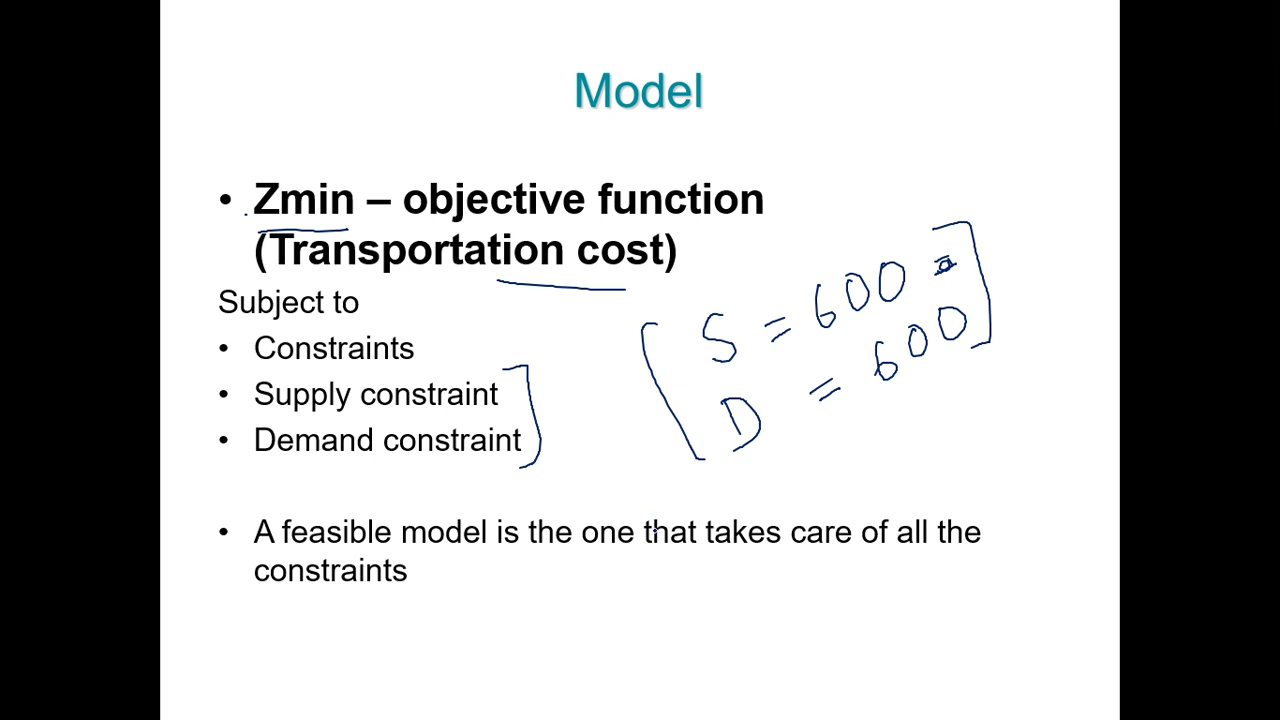 Model
• Zmin – objective function
(Transportation cost)
Subject to
• Constraints
• Supply constraint
• Demand constraint
S = 600
D = 600
• A feasible model is the one that takes care of all the
constraints